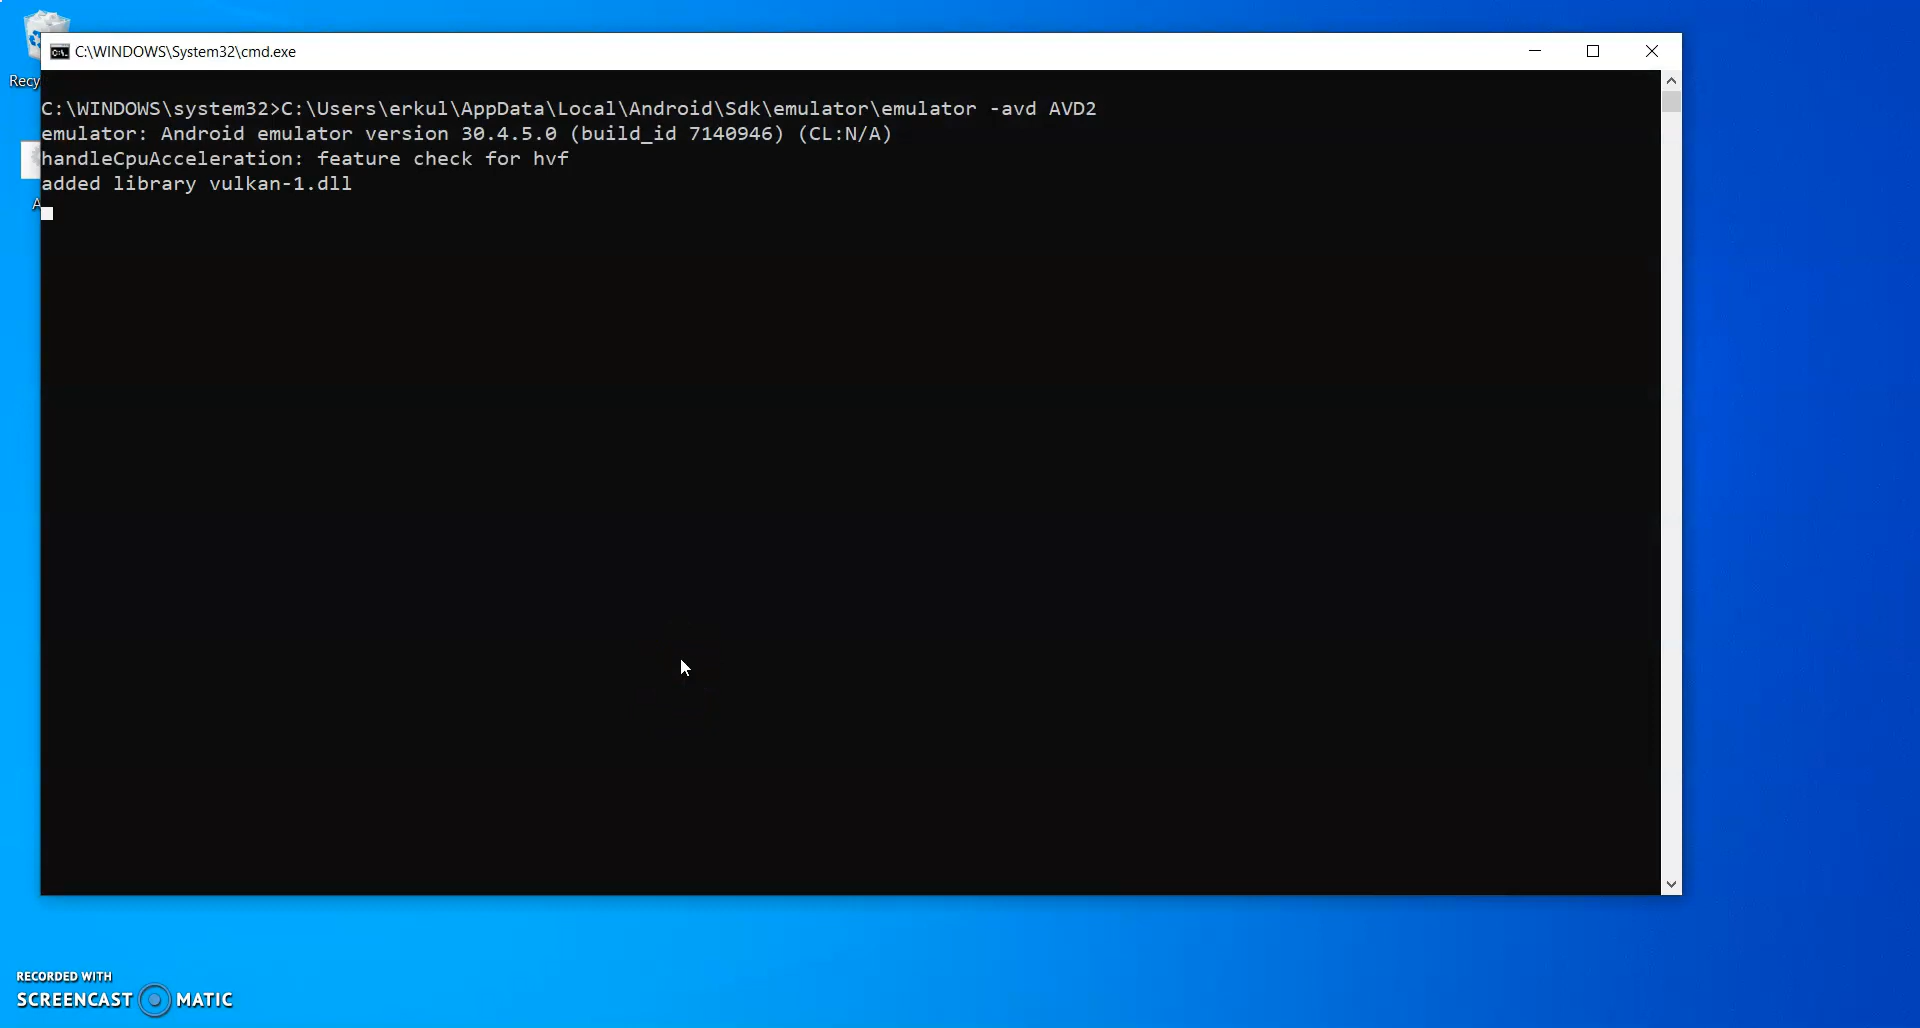 C:\WINDOWS\System32\cmd.exe
Recy
C:\WINDOWS\system32>C:\Users\erkul\AppData\Local\Android\Sdk\emulator\emulator -avd AVD2
emulator: Android emulator version 30.4.5.0 (build_id 7140946) (CL:N/A)
handleCpuAcceleration: feature check for hvf
added library vulkan-1.dll
A
RECORDED WITH
SCREENCAST MATIC